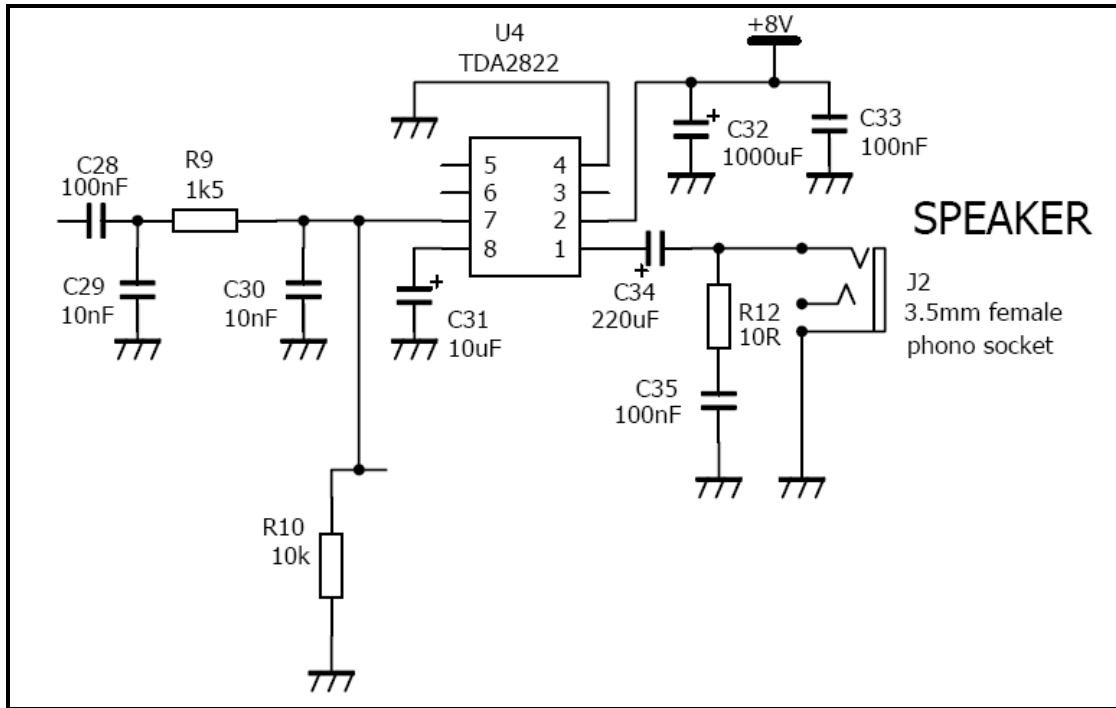 U4
TDA2822
+8V
C28
100nF
R9
1k5
C29
10nF
C30
10nF
C31
10uF
5
6
7
8
4
3
2
1
C32
1000uF
C33
100nF
SPEAKER
C34
220uF
R12
10R
J2
3.5mm female
phono socket
C35
100nF
R10
10k
+
+
+